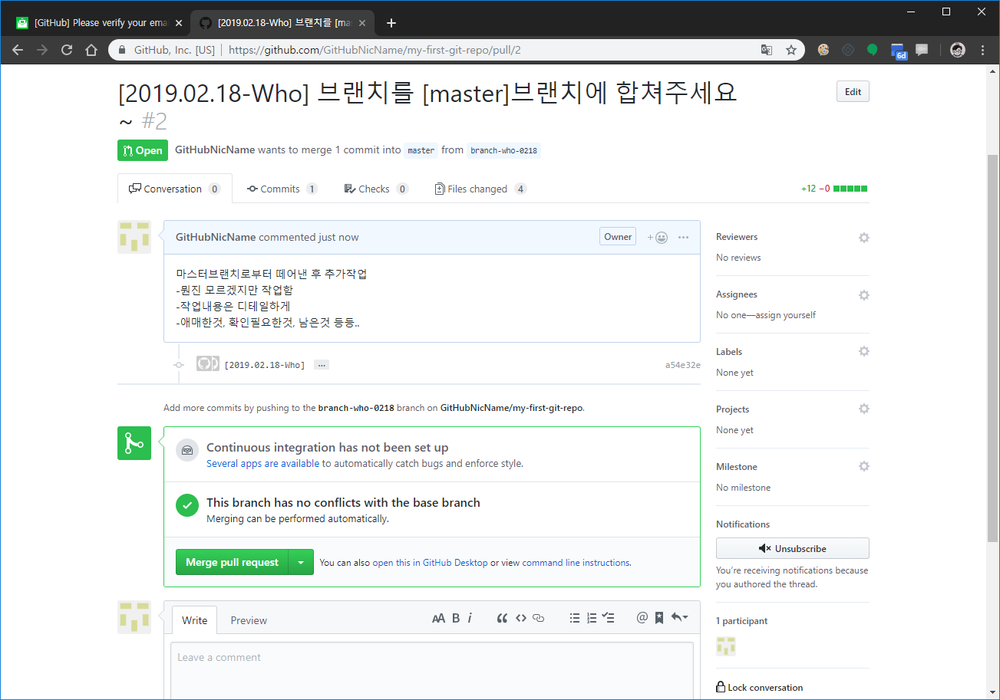 [GitHub] Please verify your ema
[2019.02.18-Who] 브랜치를 [ma
GitHub, Inc. [US] | https://github.com/GitHubNicName/my-first-git-repo/pull/2
6d
[2019.02.18-Who] 브랜치를 [master]브랜치에 합쳐주세요
~ #2
Edit
Open GitHubNicName wants to merge 1 commit into master from branch-who-0218
Conversation 0 Commits 1 Checks 0 Files changed 4 +12 −0
GitHubNicName commented just now Owner
마스터브랜치로부터 떼어낸 후 추가작업
-뭔진 모르겠지만 작업함
-작업내용은 디테일하게
-애매한것, 확인필요한것, 남은것 등등..
[2019.02.18-Who] … a54e32e
Add more commits by pushing to the branch-who-0218 branch on GitHubNicName/my-first-git-repo.
Continuous integration has not been set up
Several apps are available to automatically catch bugs and enforce style.
This branch has no conflicts with the base branch
Merging can be performed automatically.
Merge pull request You can also open this in GitHub Desktop or view command line instructions.
Write Preview
AA B i
Leave a comment
Reviewers
No reviews
Assignees
No one—assign yourself
Labels
None yet
Projects
None yet
Milestone
No milestone
Notifications
Unsubscribe
You're receiving notifications because
you authored the thread.
1 participant
Lock conversation